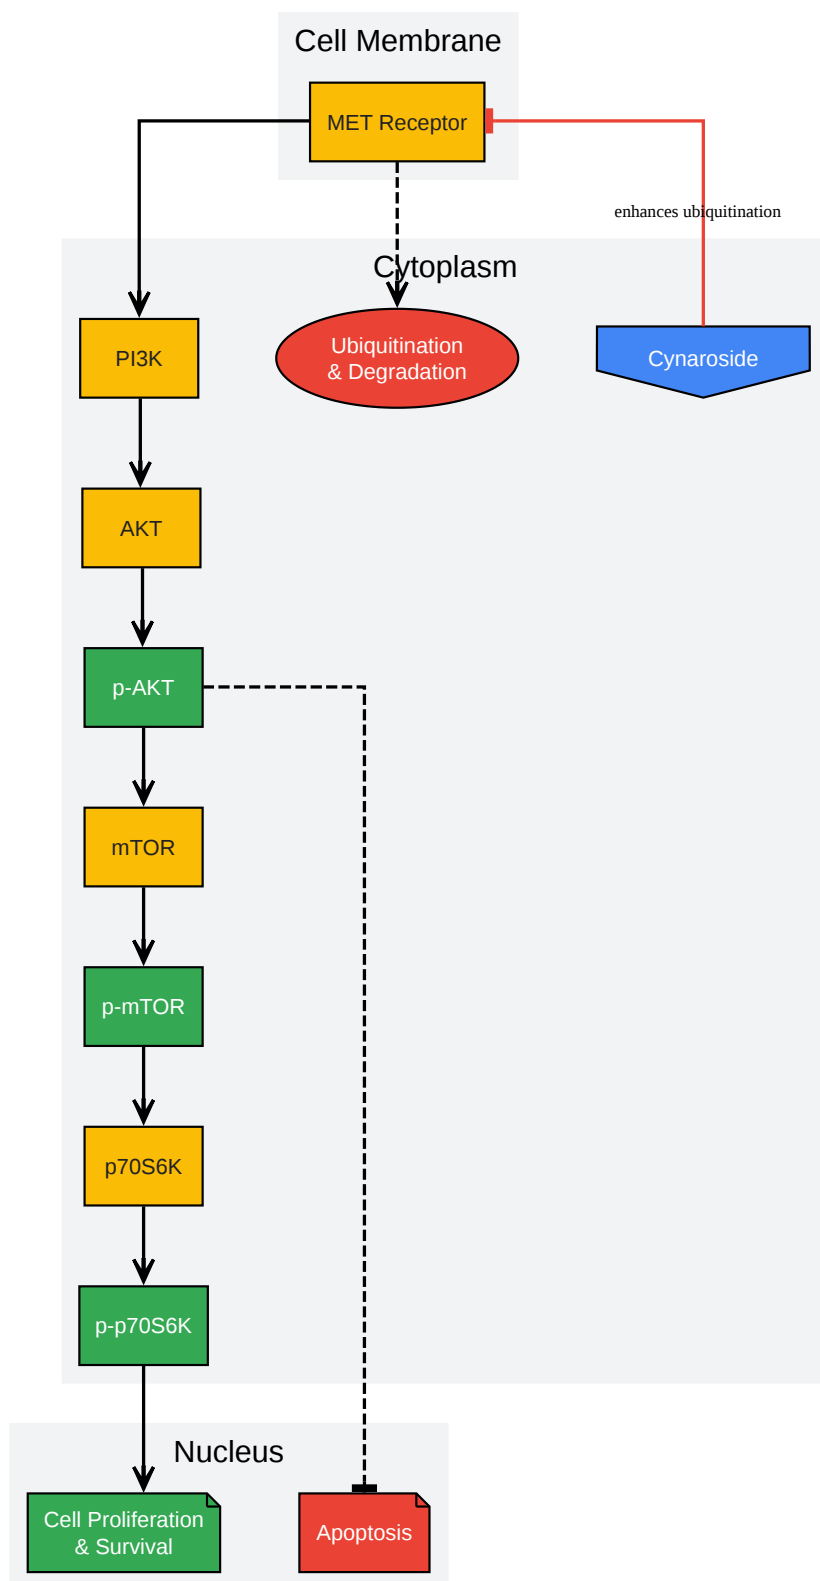 Cell Membrane
MET Receptor
enhances ubiquitination
Cytoplasm
PI3K
Ubiquitination
& Degradation
Cynaroside
AKT
p-AKT
mTOR
p-mTOR
p70S6K
p-p70S6K
Nucleus
Cell Proliferation
& Survival
Apoptosis